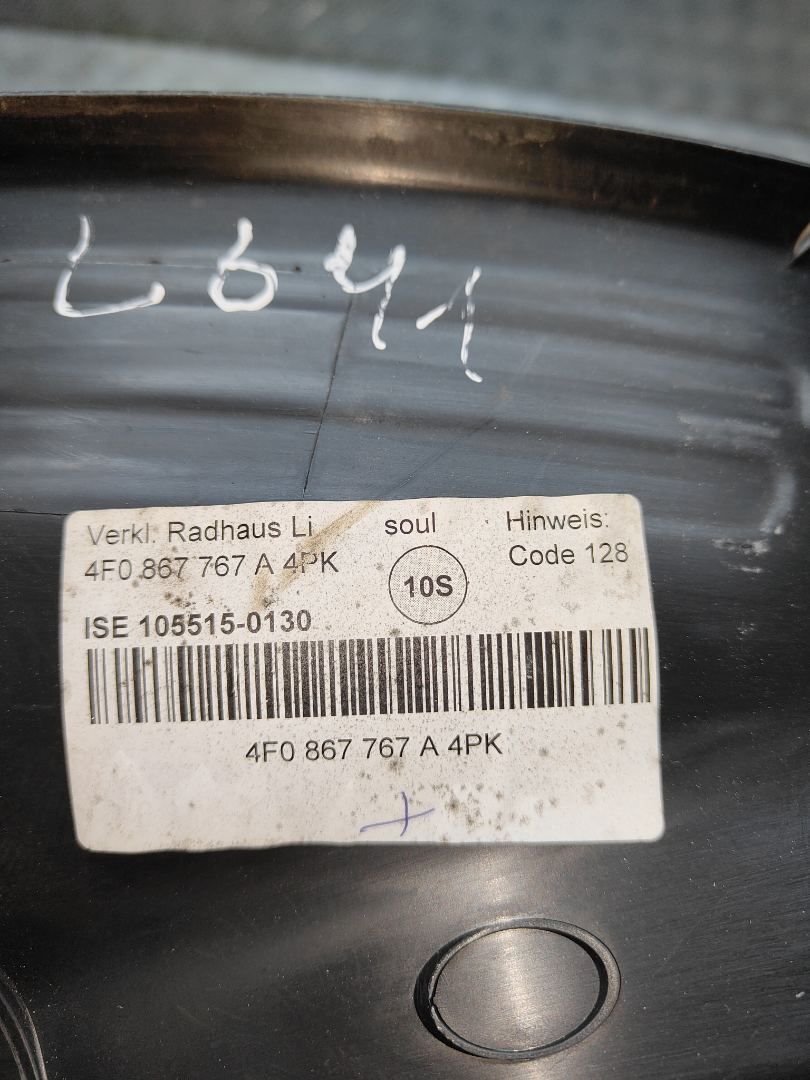 L641
Verkl. Radhaus Li soul Hinweis:
4F0 867 767 A 4PK 10S Code 128
ISE 105515-0130
4F0 867 767 A 4PK